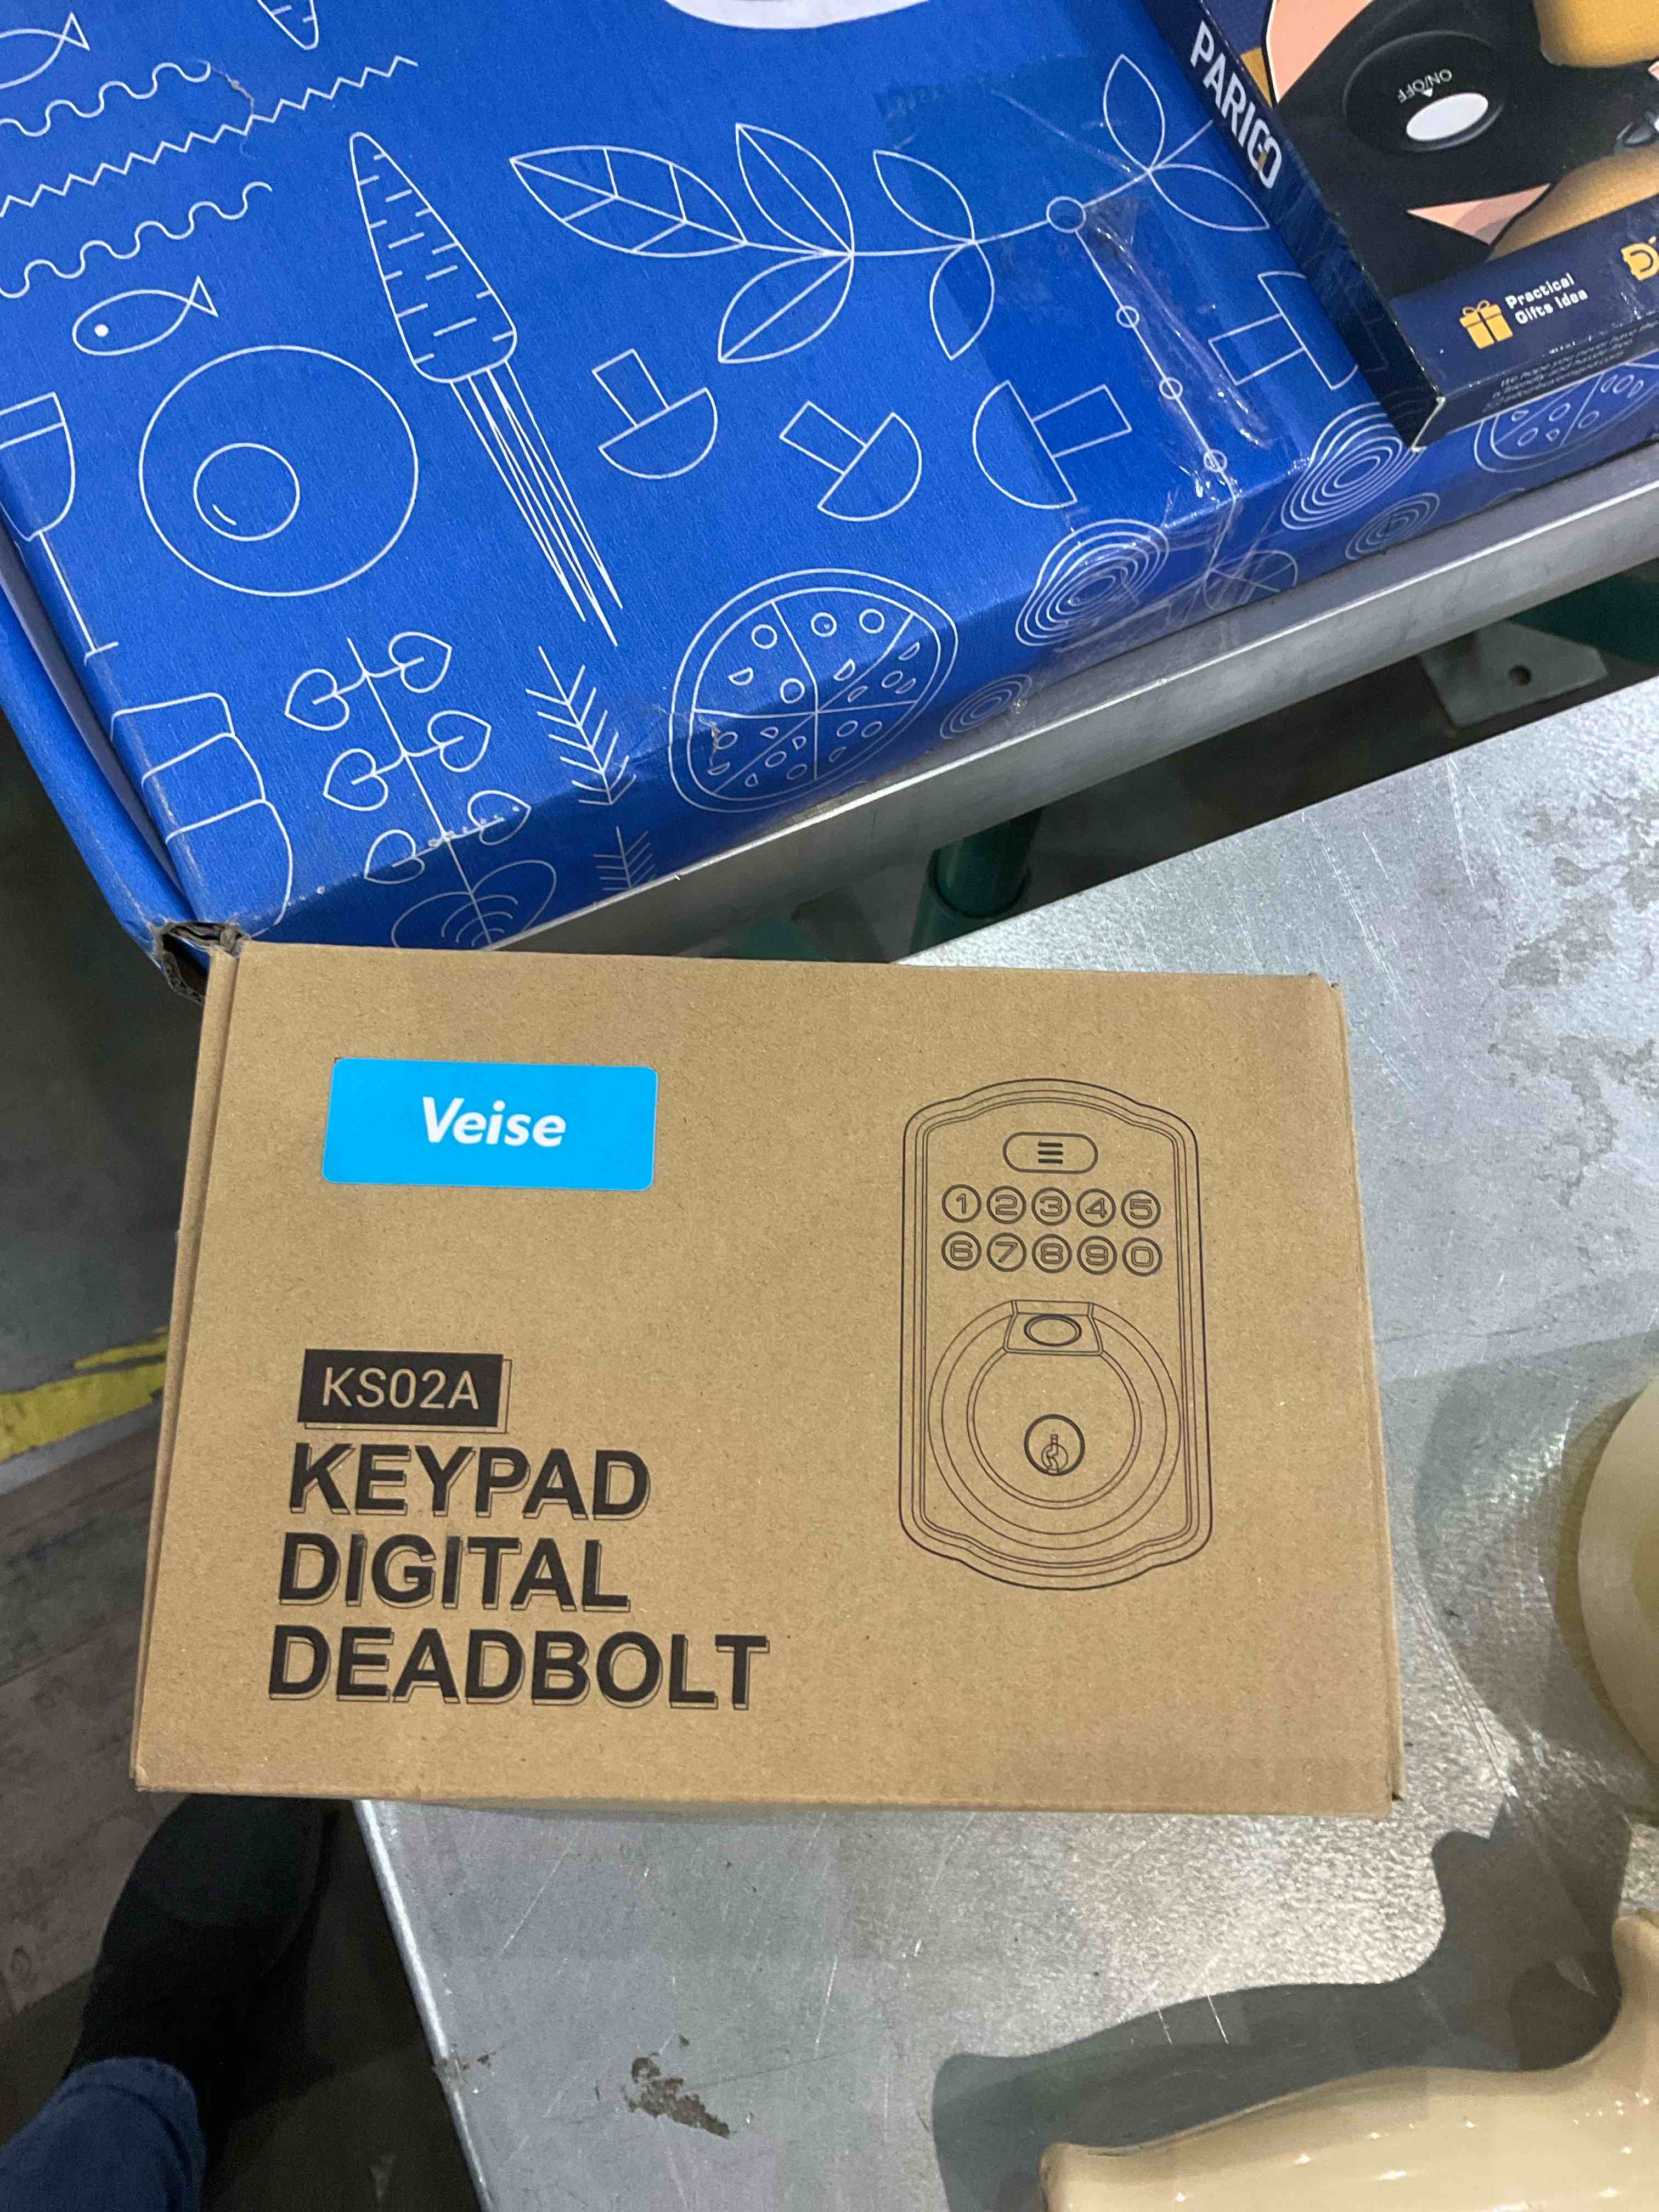 PARIGO
ON/OFF
Practical
Gifts Idea
Veise
1 2 3 4 5
6 7 8 9 0
KS02A
KEYPAD
DIGITAL
DEADBOLT